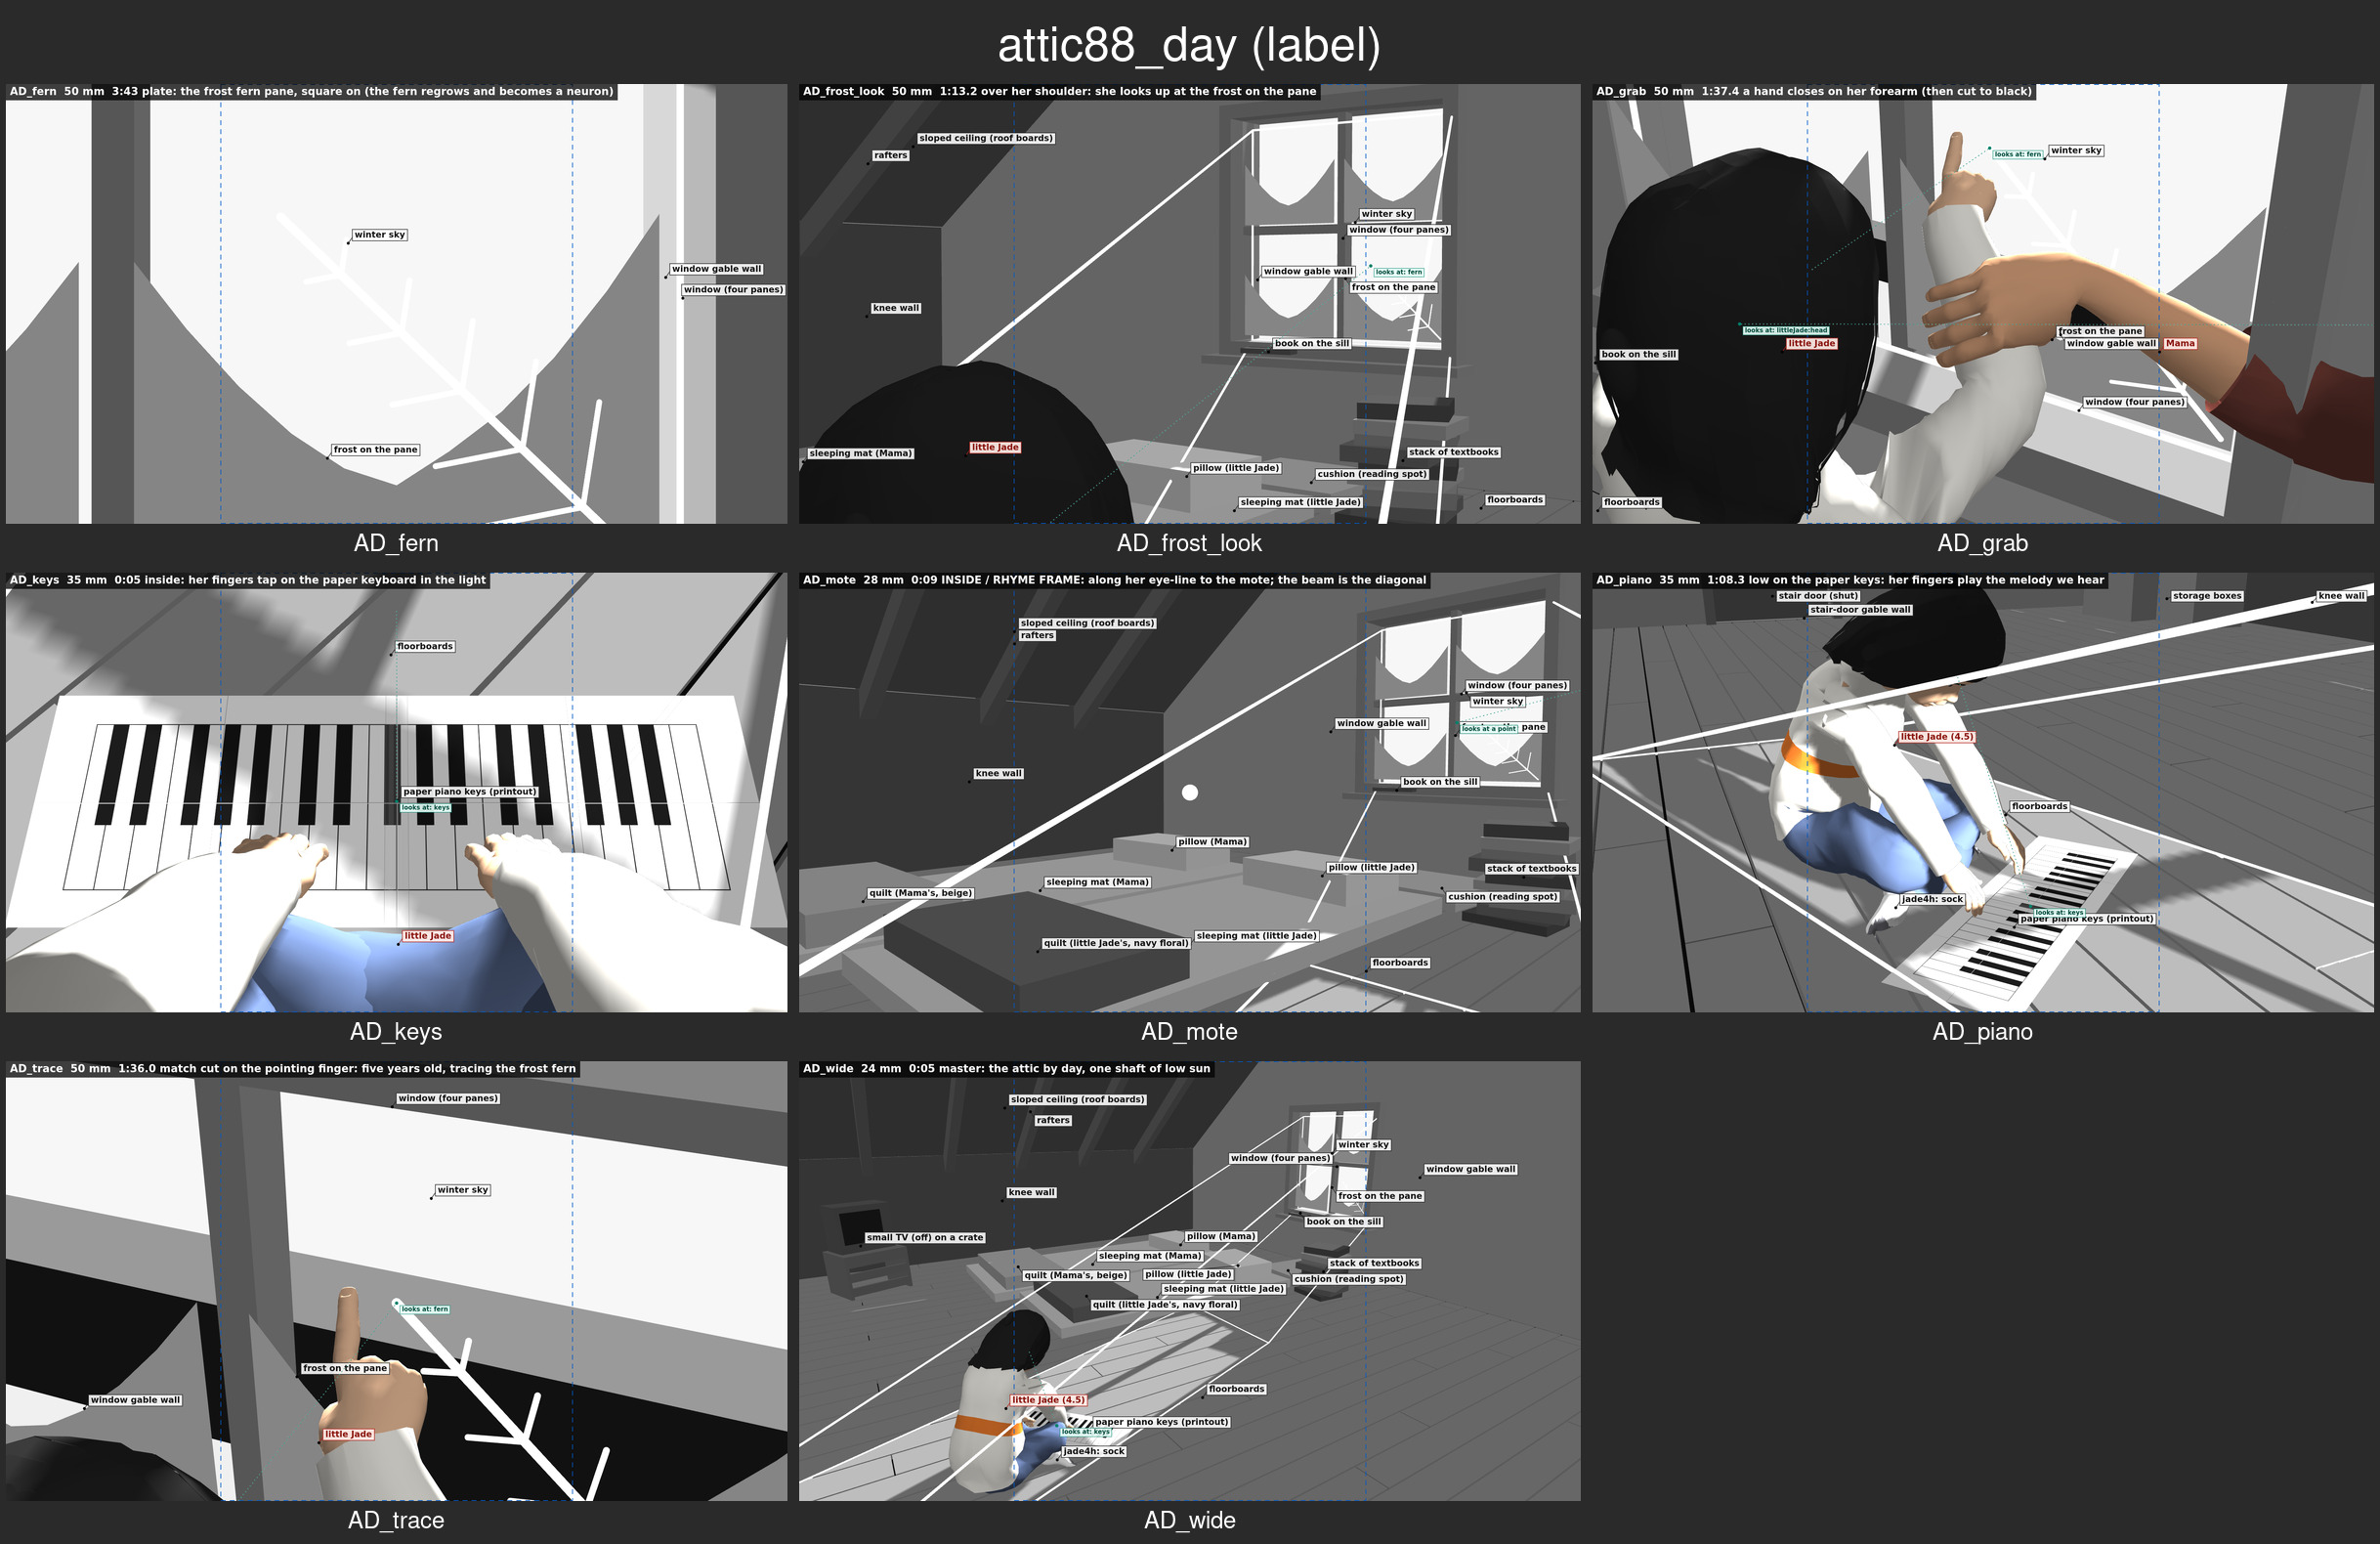 attic88_day (label)
AD_fern 50 mm 3:43 plate: the frost fern pane, square on (the fern regrows and becomes a neuron)
winter sky
window gable wall
window (four panes)
frost on the pane
AD_fern
AD_frost_look 50 mm 1:13.2 over her shoulder: she looks up at the frost on the pane
sloped ceiling (roof boards)
rafters
winter sky
window (four panes)
window gable wall
looks at: fern
frost on the pane
knee wall
book on the sill
little Jade
sleeping mat (Mama)
stack of textbooks
pillow (little Jade)
cushion (reading spot)
sleeping mat (little Jade)
floorboards
AD_frost_look
AD_grab 50 mm 1:37.4 a hand closes on her forearm (then cut to black)
winter sky
looks at: fern
looks at: littleJade:head
frost on the pane
little Jade
window gable wall
Mama
book on the sill
window (four panes)
floorboards
AD_grab
AD_keys 35 mm 0:05 inside: her fingers tap on the paper keyboard in the light
floorboards
paper piano keys (printout)
looks at: keys
little Jade
AD_keys
AD_mote 28 mm 0:09 INSIDE / RHYME FRAME: along her eye-line to the mote; the beam is the diagonal
sloped ceiling (roof boards)
rafters
window (four panes)
winter sky
window gable wall
looks at a point
pane
knee wall
book on the sill
pillow (Mama)
pillow (little Jade)
stack of textbooks
sleeping mat (Mama)
quilt (Mama's, beige)
cushion (reading spot)
sleeping mat (little Jade)
quilt (little Jade's, navy floral)
floorboards
AD_mote
AD_piano 35 mm 1:08.3 low on the paper keys: her fingers play the melody we hear
stair door (shut)
storage boxes
knee wall
stair-door gable wall
little Jade (4.5)
floorboards
jade4h: sock
looks at: keys
paper piano keys (printout)
AD_piano
AD_trace 50 mm 1:36.0 match cut on the pointing finger: five years old, tracing the frost fern
window (four panes)
winter sky
looks at: fern
frost on the pane
window gable wall
little Jade
AD_trace
AD_wide 24 mm 0:05 master: the attic by day, one shaft of low sun
sloped ceiling (roof boards)
rafters
winter sky
window (four panes)
window gable wall
knee wall
frost on the pane
book on the sill
small TV (off) on a crate
pillow (Mama)
sleeping mat (Mama)
stack of textbooks
quilt (Mama's, beige)
pillow (little Jade)
cushion (reading spot)
sleeping mat (little Jade)
quilt (little Jade's, navy floral)
floorboards
little Jade (4.5)
paper piano keys (printout)
looks at: keys
jade4h: sock
AD_wide